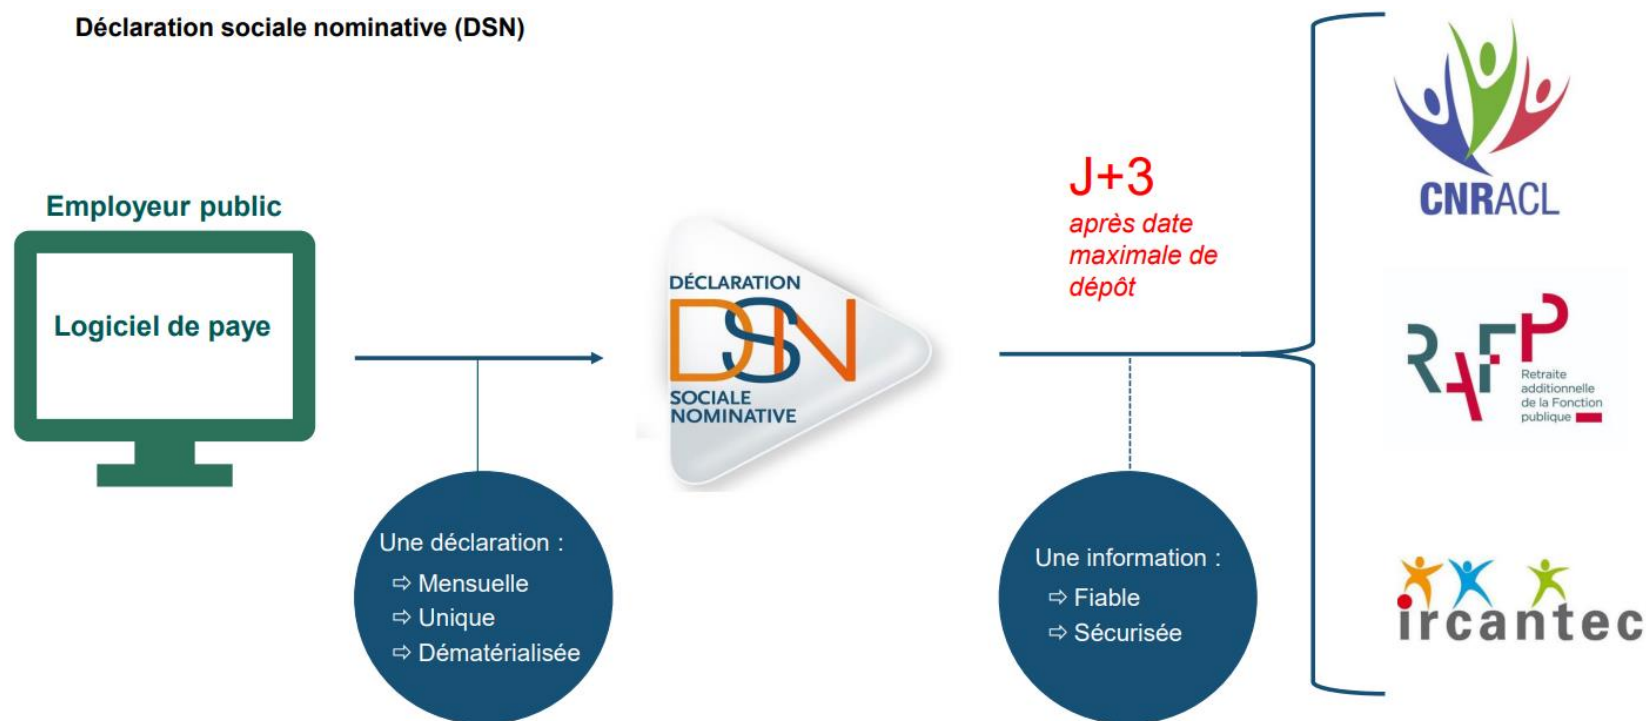 Déclaration sociale nominative (DSN)
Employeur public
Logiciel de paye
Une déclaration :
⇨ Mensuelle
⇨ Unique
⇨ Dématérialisée
DÉCLARATION
DSN
SOCIALE
NOMINATIVE
J+3
après date
maximale de
dépôt
Une information :
⇨ Fiable
⇨ Sécurisée
CNRACL
RAFP
Retraite
additionnelle
de la Fonction
publique
ircantec